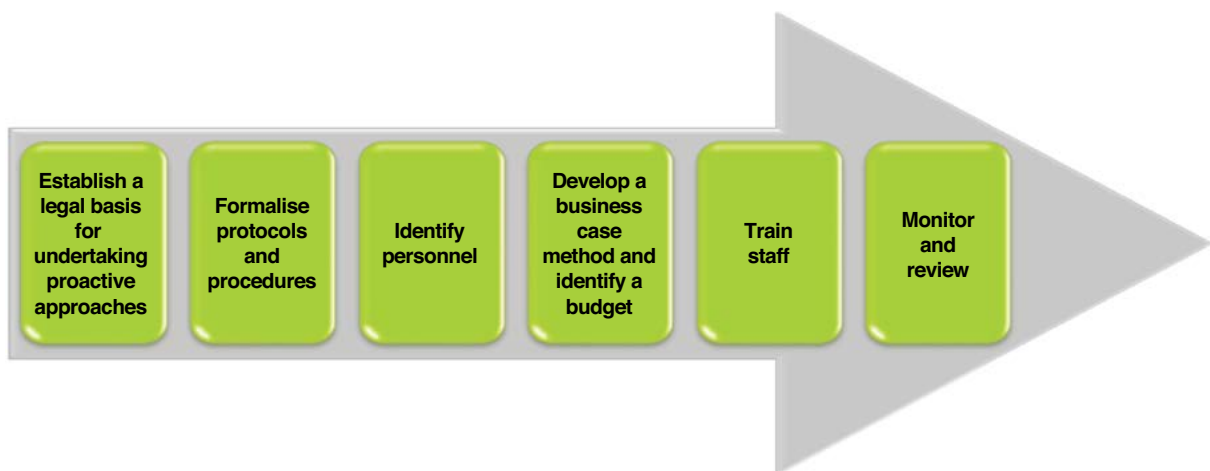 Establish a
legal basis
for
undertaking
proactive
approaches
Formalise
protocols
and
procedures
Identify
personnel
Develop a
business
case
method and
identify a
budget
Train
staff
Monitor
and
review